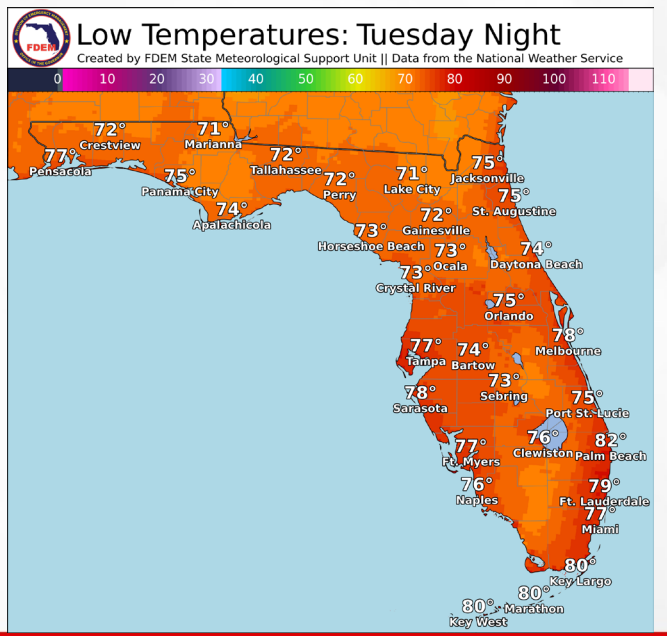 Low Temperatures: Tuesday Night
Created by FDEM State Meteorological Support Unit || Data from the National Weather Service
FDEM
0 10 20 30 40 50 60 70 80 90 100 110
72°
Crestview
71°
Marianna
77°
Pensacola
72°
Tallahassee
75°
Panama City
72°
Perry
71°
Lake City
75°
Jacksonville
74°
Apalachicola
75°
St. Augustine
72°
Gainesville
73°
Horseshoe Beach
73°
Ocala
74°
Daytona Beach
73°
Crystal River
75°
Orlando
78°
Melbourne
77°
Tampa
74°
Bartow
73°
Sebring
78°
Sarasota
75°
Port St. Lucie
76°
Clewiston
82°
Palm Beach
77°
Ft. Myers
76°
Naples
79°
Ft. Lauderdale
77°
Miami
80°
Key Largo
80°
Marathon
80°
Key West